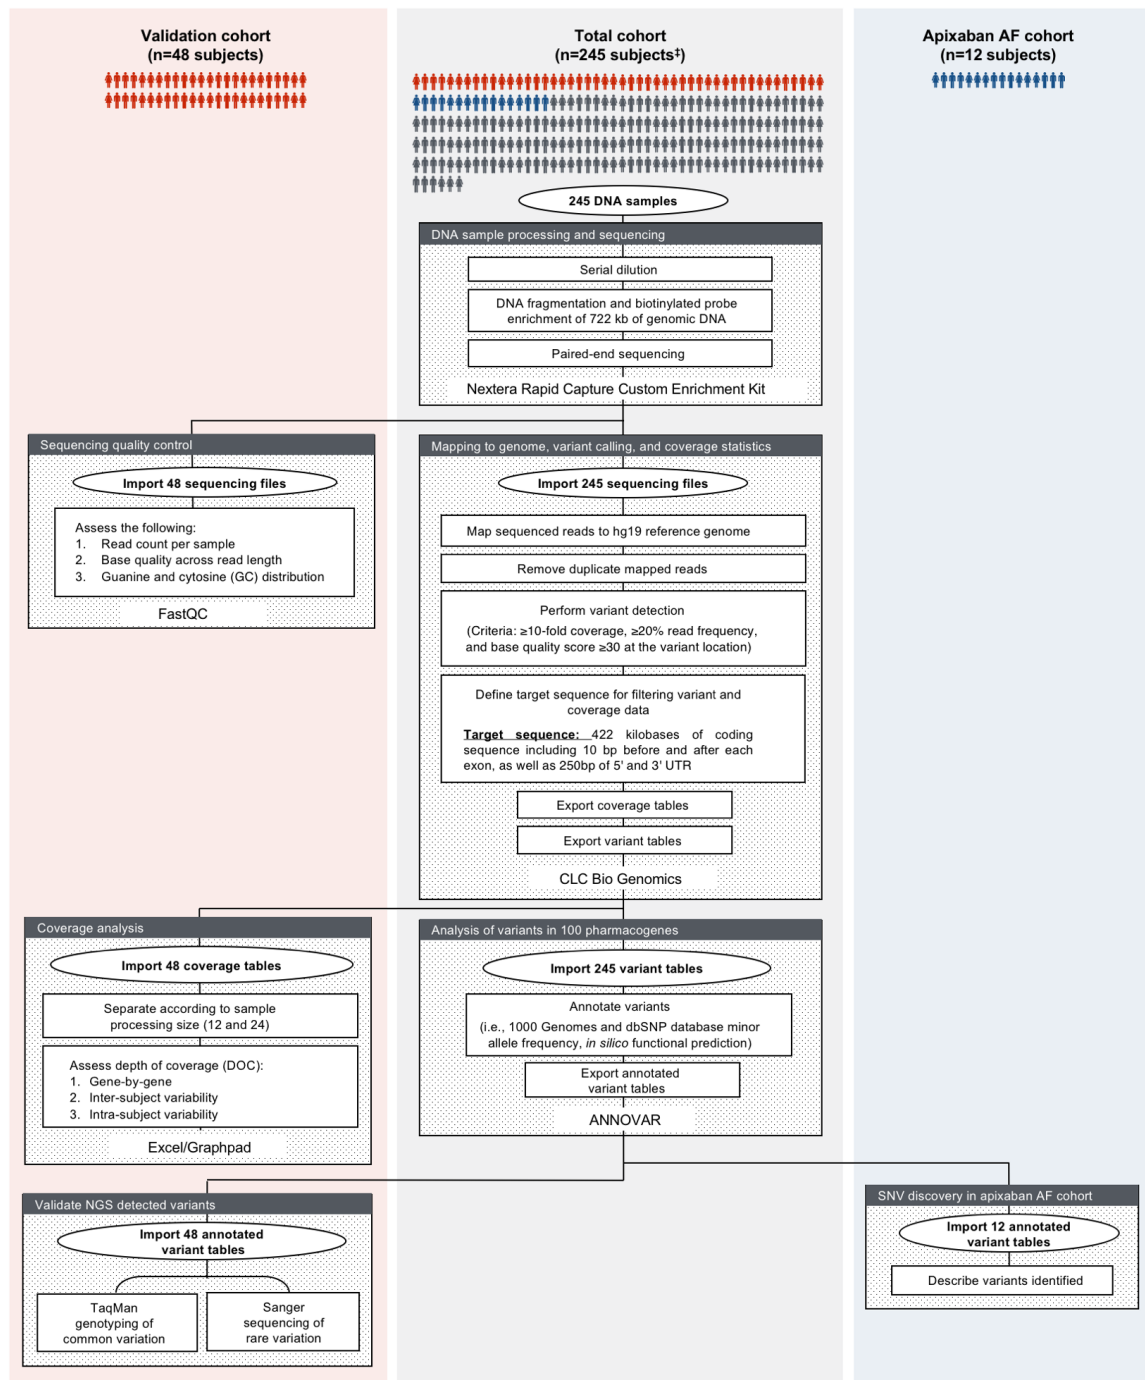 Validation cohort
(n=48 subjects)
Total cohort
(n=245 subjects‡)
Apixaban AF cohort
(n=12 subjects)
245 DNA samples
DNA sample processing and sequencing
Serial dilution
DNA fragmentation and biotinylated probe
enrichment of 722 kb of genomic DNA
Paired-end sequencing
Nextera Rapid Capture Custom Enrichment Kit
Sequencing quality control
Import 48 sequencing files
Assess the following:
1. Read count per sample
2. Base quality across read length
3. Guanine and cytosine (GC) distribution
FastQC
Mapping to genome, variant calling, and coverage statistics
Import 245 sequencing files
Map sequenced reads to hg19 reference genome
Remove duplicate mapped reads
Perform variant detection
(Criteria: ≥10-fold coverage, ≥20% read frequency,
and base quality score ≥30 at the variant location)
Define target sequence for filtering variant and
coverage data
Target sequence: 422 kilobases of coding
sequence including 10 bp before and after each
exon, as well as 250bp of 5' and 3' UTR
Export coverage tables
Export variant tables
CLC Bio Genomics
Coverage analysis
Import 48 coverage tables
Separate according to sample
processing size (12 and 24)
Assess depth of coverage (DOC):
1. Gene-by-gene
2. Inter-subject variability
3. Intra-subject variability
Excel/Graphpad
Analysis of variants in 100 pharmacogenes
Import 245 variant tables
Annotate variants
(i.e., 1000 Genomes and dbSNP database minor
allele frequency, in silico functional prediction)
Export annotated
variant tables
ANNOVAR
Validate NGS detected variants
Import 48 annotated
variant tables
TaqMan
genotyping of
common variation
Sanger
sequencing of
rare variation
SNV discovery in apixaban AF cohort
Import 12 annotated
variant tables
Describe variants identified